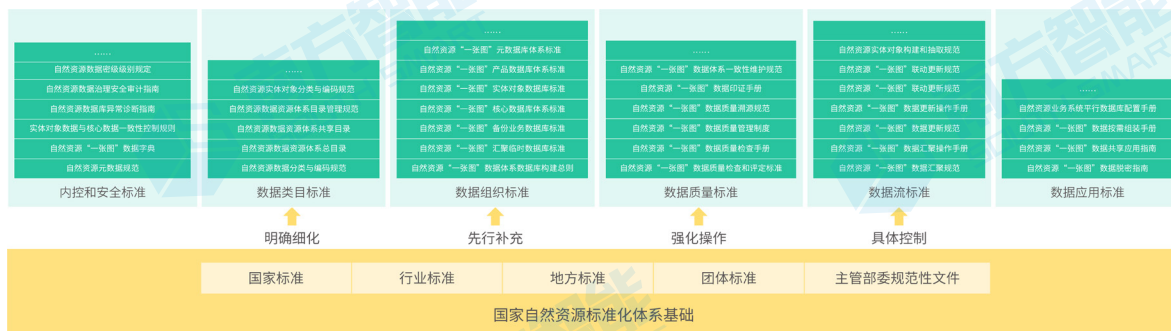 ……
自然资源数据密级级别规定
自然资源数据治理安全审计指南
自然资源数据库异常诊断指南
实体对象数据与核心数据一致性控制规则
自然资源“一张图”数据字典
自然资源元数据规范
内控和安全标准
……
自然资源实体对象分类与编码规范
自然资源数据资源体系目录管理规范
自然资源数据资源体系共享目录
自然资源数据资源体系总目录
自然资源数据分类与编码规范
数据类目标准
……
自然资源“一张图”元数据库体系标准
自然资源“一张图”产品数据库体系标准
自然资源“一张图”实体对象数据库标准
自然资源“一张图”核心数据库体系标准
自然资源“一张图”备份业务数据库标准
自然资源“一张图”汇聚临时数据库标准
自然资源“一张图”数据体系数据库构建总则
数据组织标准
……
自然资源“一张图”数据体系一致性维护规范
自然资源“一张图”数据印证手册
自然资源“一张图”数据质量溯源规范
自然资源“一张图”数据质量管理制度
自然资源“一张图”数据质量检查手册
自然资源“一张图”数据质量检查和评定标准
数据质量标准
……
自然资源实体对象构建和抽取规范
自然资源“一张图”联动更新规范
自然资源“一张图”联动更新规范
自然资源“一张图”数据更新操作手册
自然资源“一张图”数据更新规范
自然资源“一张图”数据汇聚操作手册
自然资源“一张图”数据汇聚规范
数据流标准
……
自然资源业务系统平行数据库配置手册
自然资源“一张图”数据按需组装手册
自然资源“一张图”数据共享应用指南
自然资源“一张图”数据脱密指南
数据应用标准
明确细化
先行补充
强化操作
具体控制
国家标准
行业标准
地方标准
团体标准
主管部委规范性文件
国家自然资源标准化体系基础